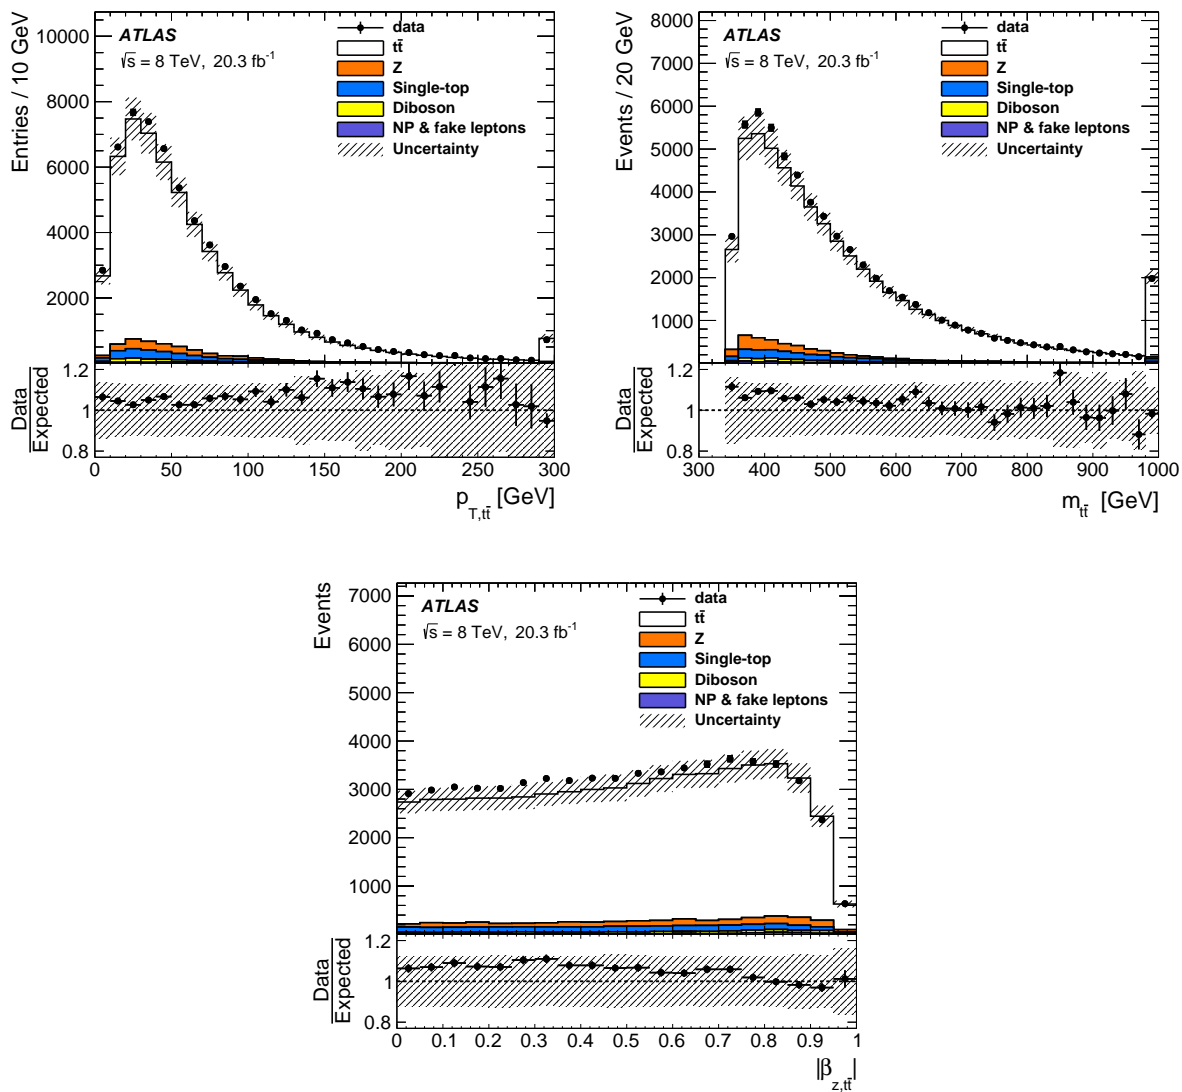 Entries / 10 GeV
10000
8000
6000
4000
2000
ATLAS
√s = 8 TeV, 20.3 fb⁻¹
data
tt̄
Z
Single-top
Diboson
NP & fake leptons
Uncertainty
Data
Expected
1.2
1
0.8
0 50 100 150 200 250 300
p_T,tt̄ [GeV]
Events / 20 GeV
8000
7000
6000
5000
4000
3000
2000
1000
ATLAS
√s = 8 TeV, 20.3 fb⁻¹
data
tt̄
Z
Single-top
Diboson
NP & fake leptons
Uncertainty
Data
Expected
1.2
1
0.8
300 400 500 600 700 800 900 1000
m_tt̄ [GeV]
Events
7000
6000
5000
4000
3000
2000
1000
ATLAS
√s = 8 TeV, 20.3 fb⁻¹
data
tt̄
Z
Single-top
Diboson
NP & fake leptons
Uncertainty
Data
Expected
1.2
1
0.8
0 0.1 0.2 0.3 0.4 0.5 0.6 0.7 0.8 0.9 1
|β_z,tt̄|